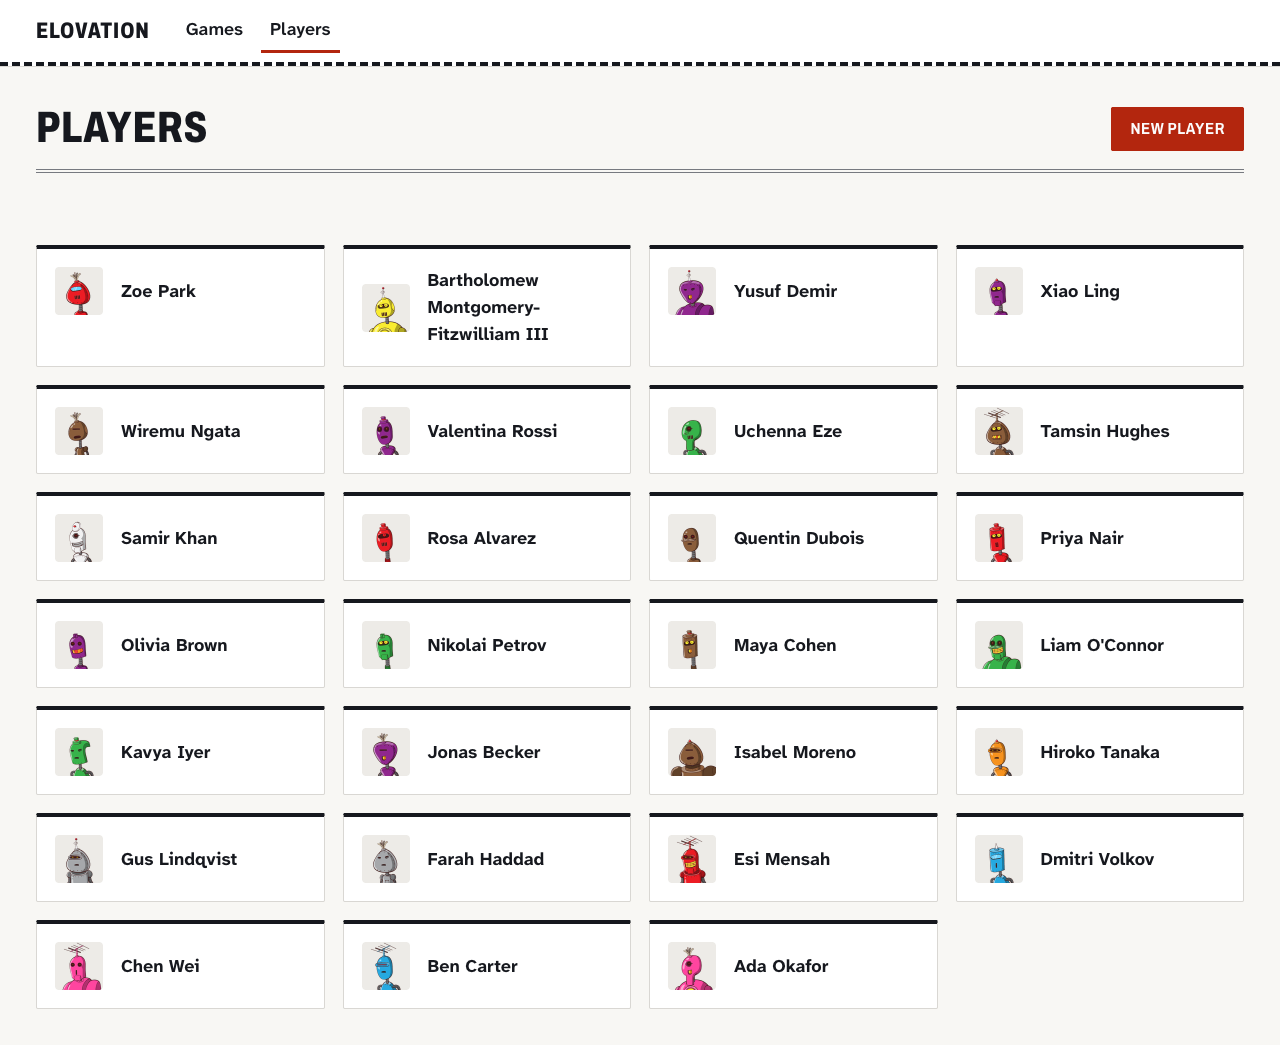 ELOVATION Games Players
PLAYERS
NEW PLAYER
Zoe Park
Bartholomew
Montgomery-
Fitzwilliam III
Yusuf Demir
Xiao Ling
Wiremu Ngata
Valentina Rossi
Uchenna Eze
Tamsin Hughes
Samir Khan
Rosa Alvarez
Quentin Dubois
Priya Nair
Olivia Brown
Nikolai Petrov
Maya Cohen
Liam O'Connor
Kavya Iyer
Jonas Becker
Isabel Moreno
Hiroko Tanaka
Gus Lindqvist
Farah Haddad
Esi Mensah
Dmitri Volkov
Chen Wei
Ben Carter
Ada Okafor